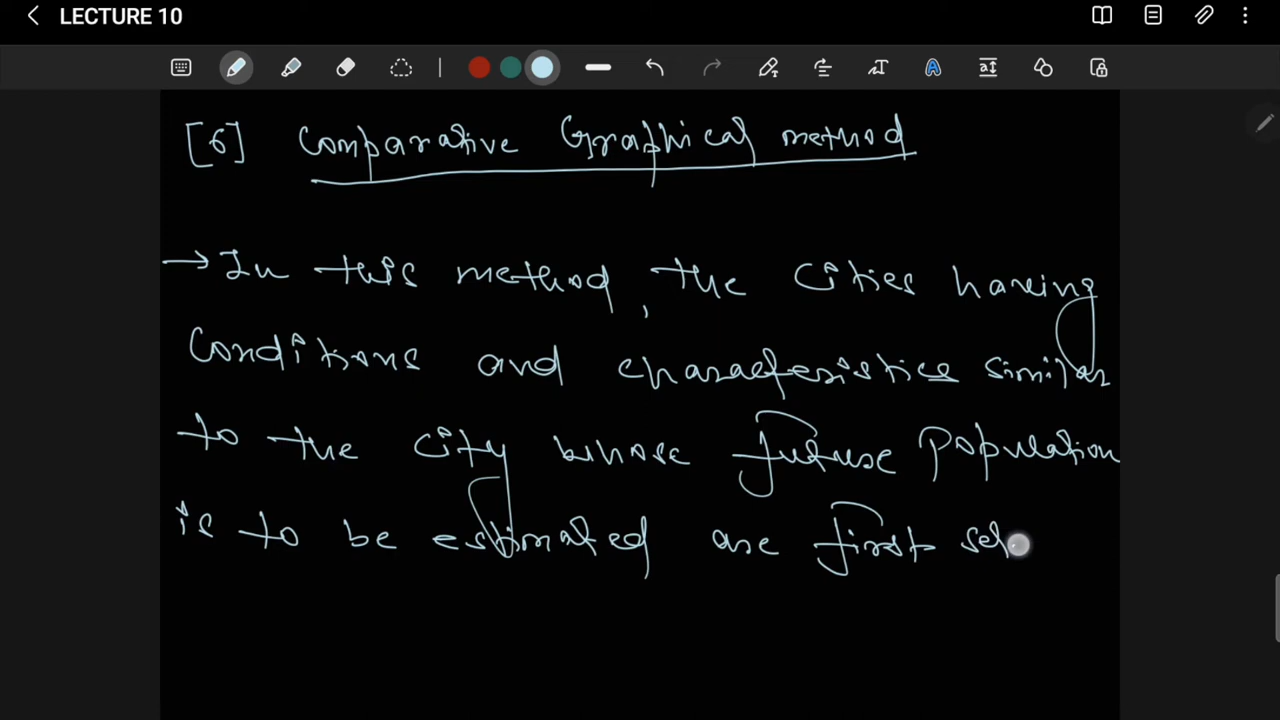 LECTURE 10
[6] Comparative Graphical method
→ In this method, the cities having
conditions and characteristics similar
to the city whose future population
is to be estimated are first sel